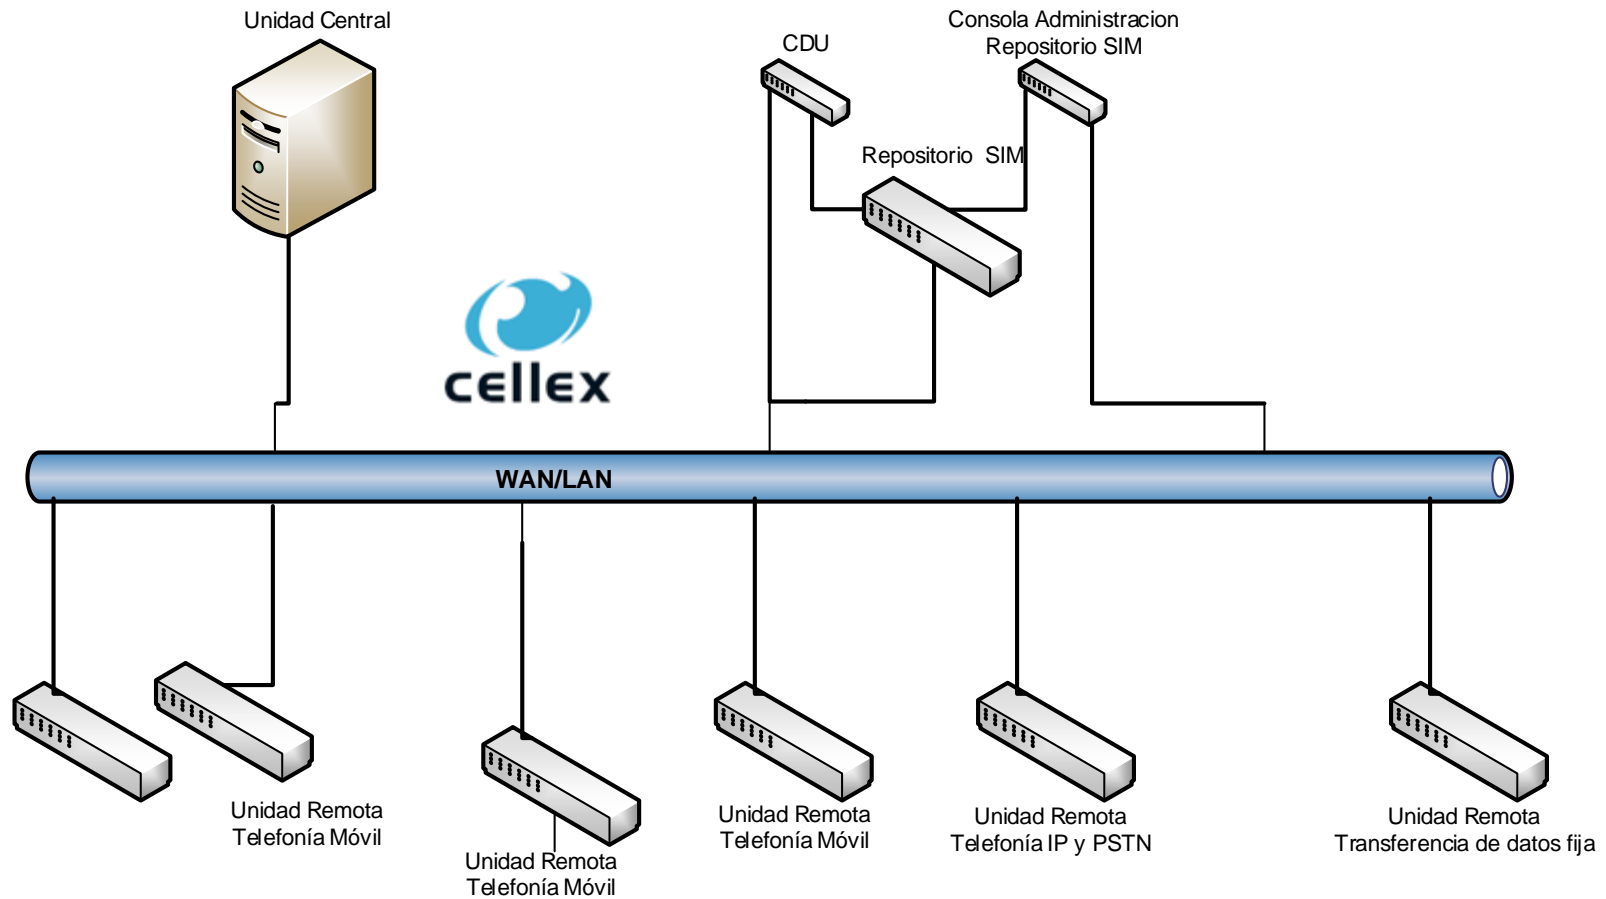 Unidad Central
CDU
Consola Administracion
Repositorio SIM
Repositorio SIM
cellex
WAN/LAN
Unidad Remota
Telefonía Móvil
Unidad Remota
Telefonía Móvil
Unidad Remota
Telefonía Móvil
Unidad Remota
Telefonía IP y PSTN
Unidad Remota
Transferencia de datos fija